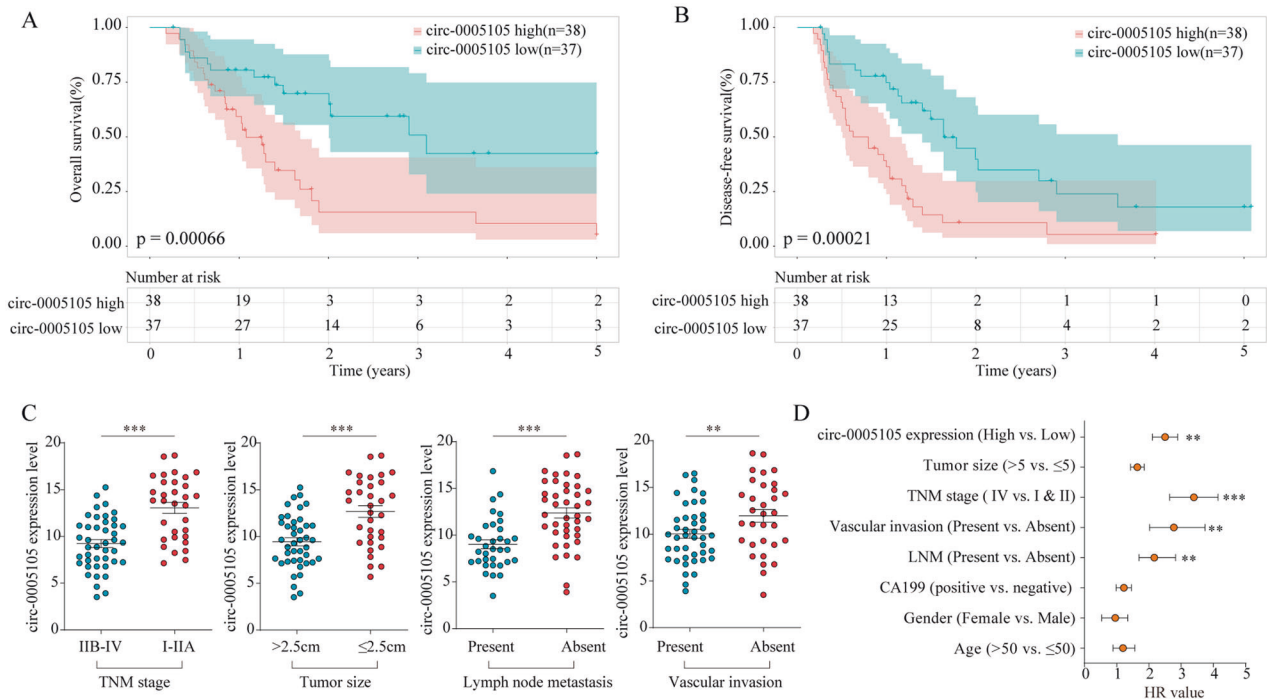 A
1.00
0.75
0.50
0.25
0.00
Overall survival(%)
circ-0005105 high(n=38)
circ-0005105 low(n=37)
p = 0.00066
Number at risk
circ-0005105 high 38 19 3 3 2 2
circ-0005105 low 37 27 14 6 3 3
0 1 2 3 4 5
Time (years)
B
1.00
0.75
0.50
0.25
0.00
Disease-free survival(%)
circ-0005105 high(n=38)
circ-0005105 low(n=37)
p = 0.00021
Number at risk
circ-0005105 high 38 13 2 1 1 0
circ-0005105 low 37 25 8 4 2 2
0 1 2 3 4 5
Time (years)
C
circ-0005105 expression level
20
15
10
5
0
***
IIB-IV I-IIA
TNM stage
circ-0005105 expression level
20
15
10
5
0
***
>2.5cm ≤2.5cm
Tumor size
circ-0005105 expression level
20
15
10
5
0
***
Present Absent
Lymph node metastasis
circ-0005105 expression level
20
15
10
5
0
**
Present Absent
Vascular invasion
D
circ-0005105 expression (High vs. Low) **
Tumor size (>5 vs. ≤5)
TNM stage ( IV vs. I & II) ***
Vascular invasion (Present vs. Absent) **
LNM (Present vs. Absent) **
CA199 (positive vs. negative)
Gender (Female vs. Male)
Age (>50 vs. ≤50)
0 1 2 3 4 5
HR value